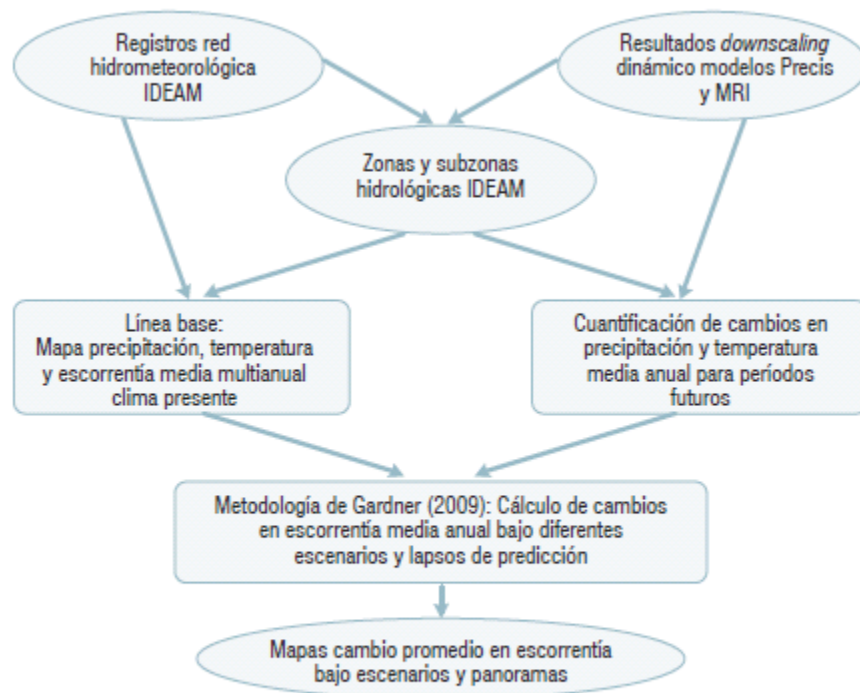 Registros red
hidrometeorológica
IDEAM
Resultados downscaling
dinámico modelos Precis
y MRI
Zonas y subzonas
hidrológicas IDEAM
Línea base:
Mapa precipitación, temperatura
y escorrentía media multianual
clima presente
Cuantificación de cambios en
precipitación y temperatura
media anual para períodos
futuros
Metodología de Gardner (2009): Cálculo de cambios
en escorrentía media anual bajo diferentes
escenarios y lapsos de predicción
Mapas cambio promedio en escorrentía
bajo escenarios y panoramas